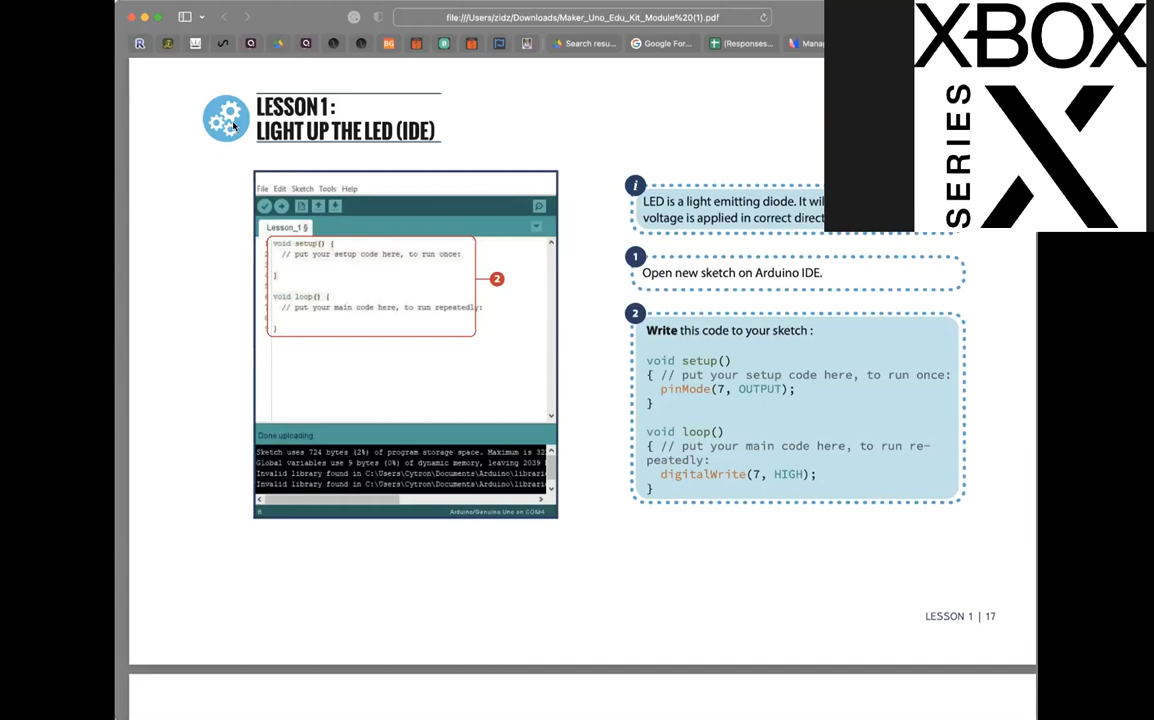 file:///Users/zidz/Downloads/Maker_Uno_Edu_Kit_Module%20(1).pdf
Search resu...
Google For...
(Responses...
Mana
XBOX
SERIES X
LESSON 1 :
LIGHT UP THE LED (IDE)
File Edit Sketch Tools Help
Lesson_1 §
void setup() {
// put your setup code here, to run once:
}
void loop() {
// put your main code here, to run repeatedly:
}
2
Done uploading.
Sketch uses 724 bytes (2%) of program storage space. Maximum is 32
Global variables use 9 bytes (0%) of dynamic memory, leaving 2039
Invalid library found in C:\Users\Cytron\Documents\Arduino\librari
Invalid library found in C:\Users\Cytron\Documents\Arduino\librari
8
Arduino/Genuino Uno on COM4
i
LED is a light emitting diode. It wil
voltage is applied in correct direct
1
Open new sketch on Arduino IDE.
2
Write this code to your sketch :
void setup()
{ // put your setup code here, to run once:
pinMode(7, OUTPUT);
}
void loop()
{ // put your main code here, to run re-
peatedly:
digitalWrite(7, HIGH);
}
LESSON 1 | 17